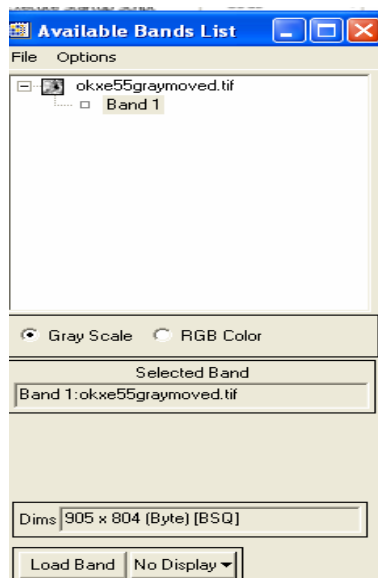 Available Bands List
File Options
okxe55graymoved.tif
Band 1
Gray Scale RGB Color
Selected Band
Band 1:okxe55graymoved.tif
Dims 905 x 804 (Byte) [BSQ]
Load Band No Display